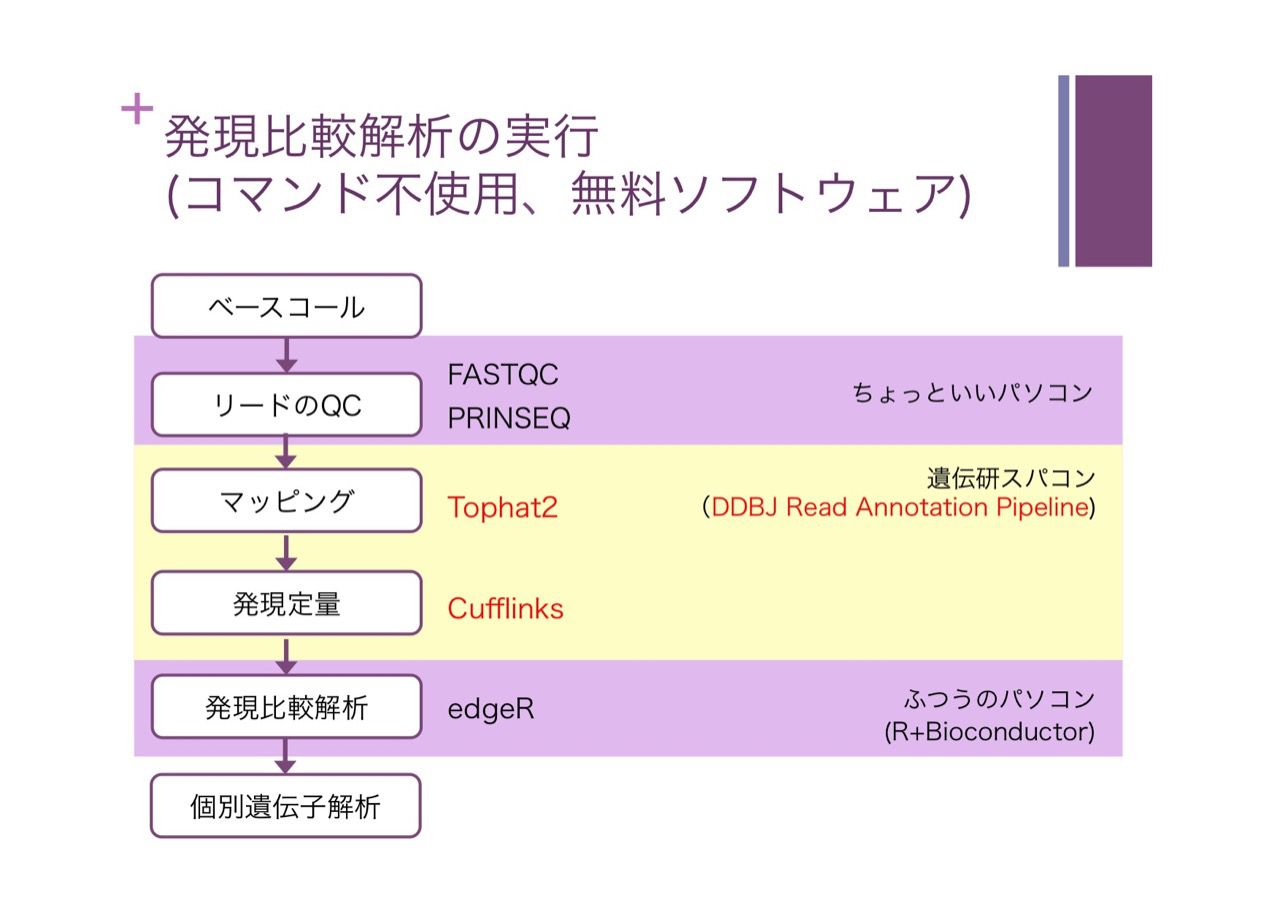 +
発現比較解析の実行
(コマンド不使用、無料ソフトウェア)
ベースコール
リードのQC
FASTQC
PRINSEQ
ちょっといいパソコン
マッピング
Tophat2
遺伝研スパコン
（DDBJ Read Annotation Pipeline)
発現定量
Cufflinks
発現比較解析
edgeR
ふつうのパソコン
(R+Bioconductor)
個別遺伝子解析